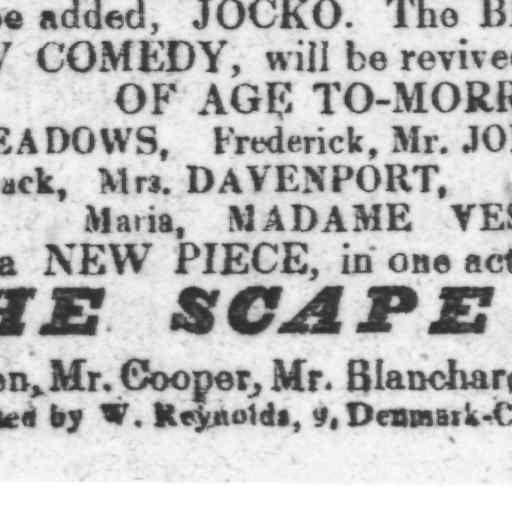 be added, JOCKO. The B
COMEDY, will be revive
OF AGE TO-MORR
EADOWS, Frederick, Mr. JO
ack, Mrs. DAVENPORT,
Maria, MADAME VES
a NEW PIECE, in one act
HE SCAPE
en, Mr. Cooper, Mr. Blanchar
ed by W. Reynolds, 9, Denmark-C